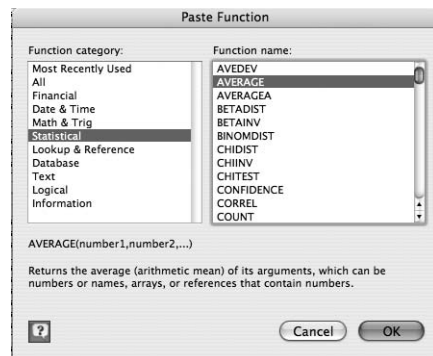 Paste Function
Function category:
Most Recently Used
All
Financial
Date & Time
Math & Trig
Statistical
Lookup & Reference
Database
Text
Logical
Information
Function name:
AVEDEV
AVERAGE
AVERAGEA
BETADIST
BETAINV
BINOMDIST
CHIDIST
CHIINV
CHITEST
CONFIDENCE
CORREL
COUNT
AVERAGE(number1,number2,...)
Returns the average (arithmetic mean) of its arguments, which can be
numbers or names, arrays, or references that contain numbers.
?
Cancel
OK